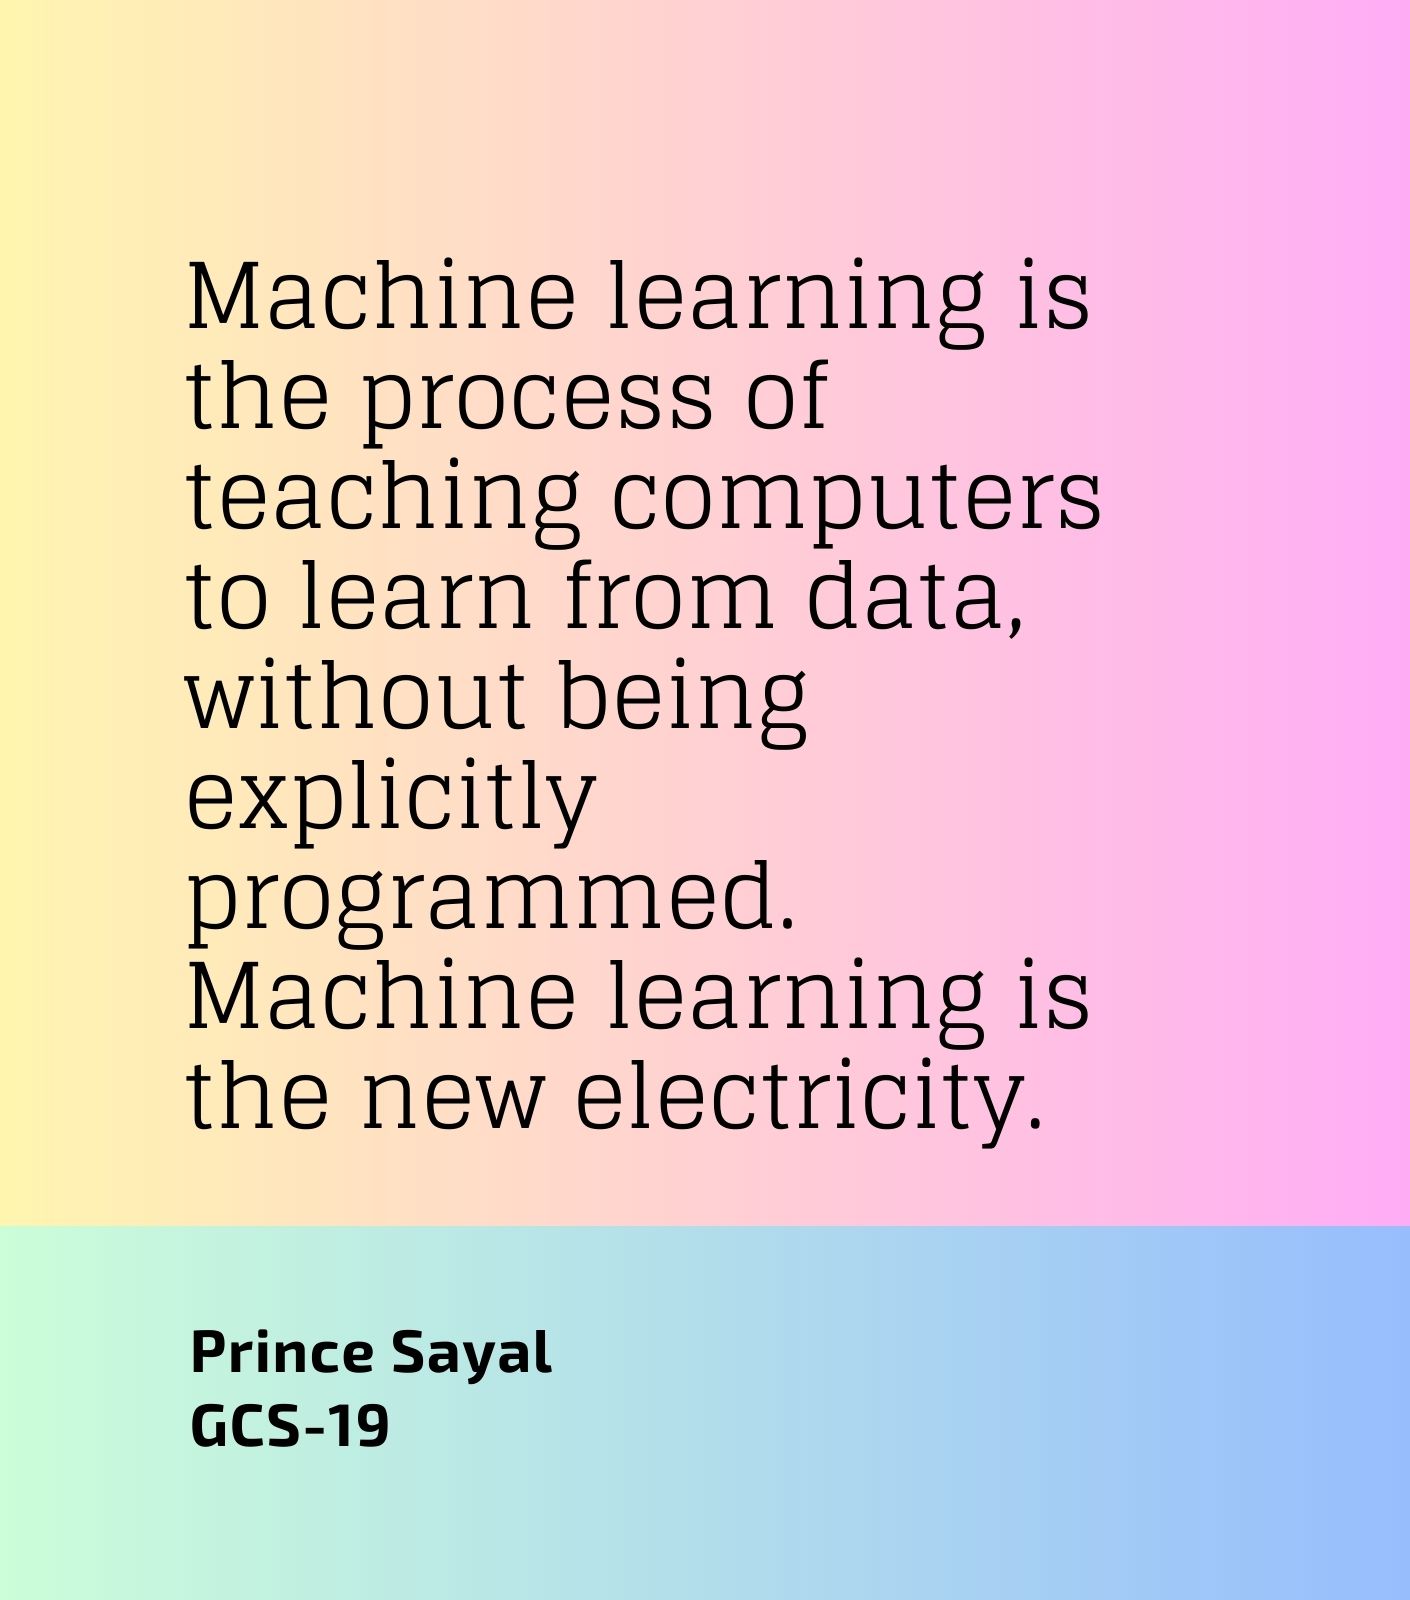 Machine learning is
the process of
teaching computers
to learn from data,
without being
explicitly
programmed.
Machine learning is
the new electricity.
Prince Sayal
GCS-19